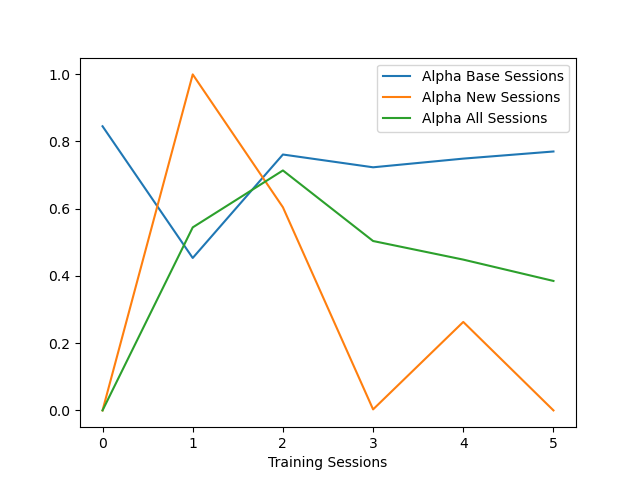 Alpha Base Sessions
Alpha New Sessions
Alpha All Sessions
1.0
0.8
0.6
0.4
0.2
0.0
0 1 2 3 4 5
Training Sessions